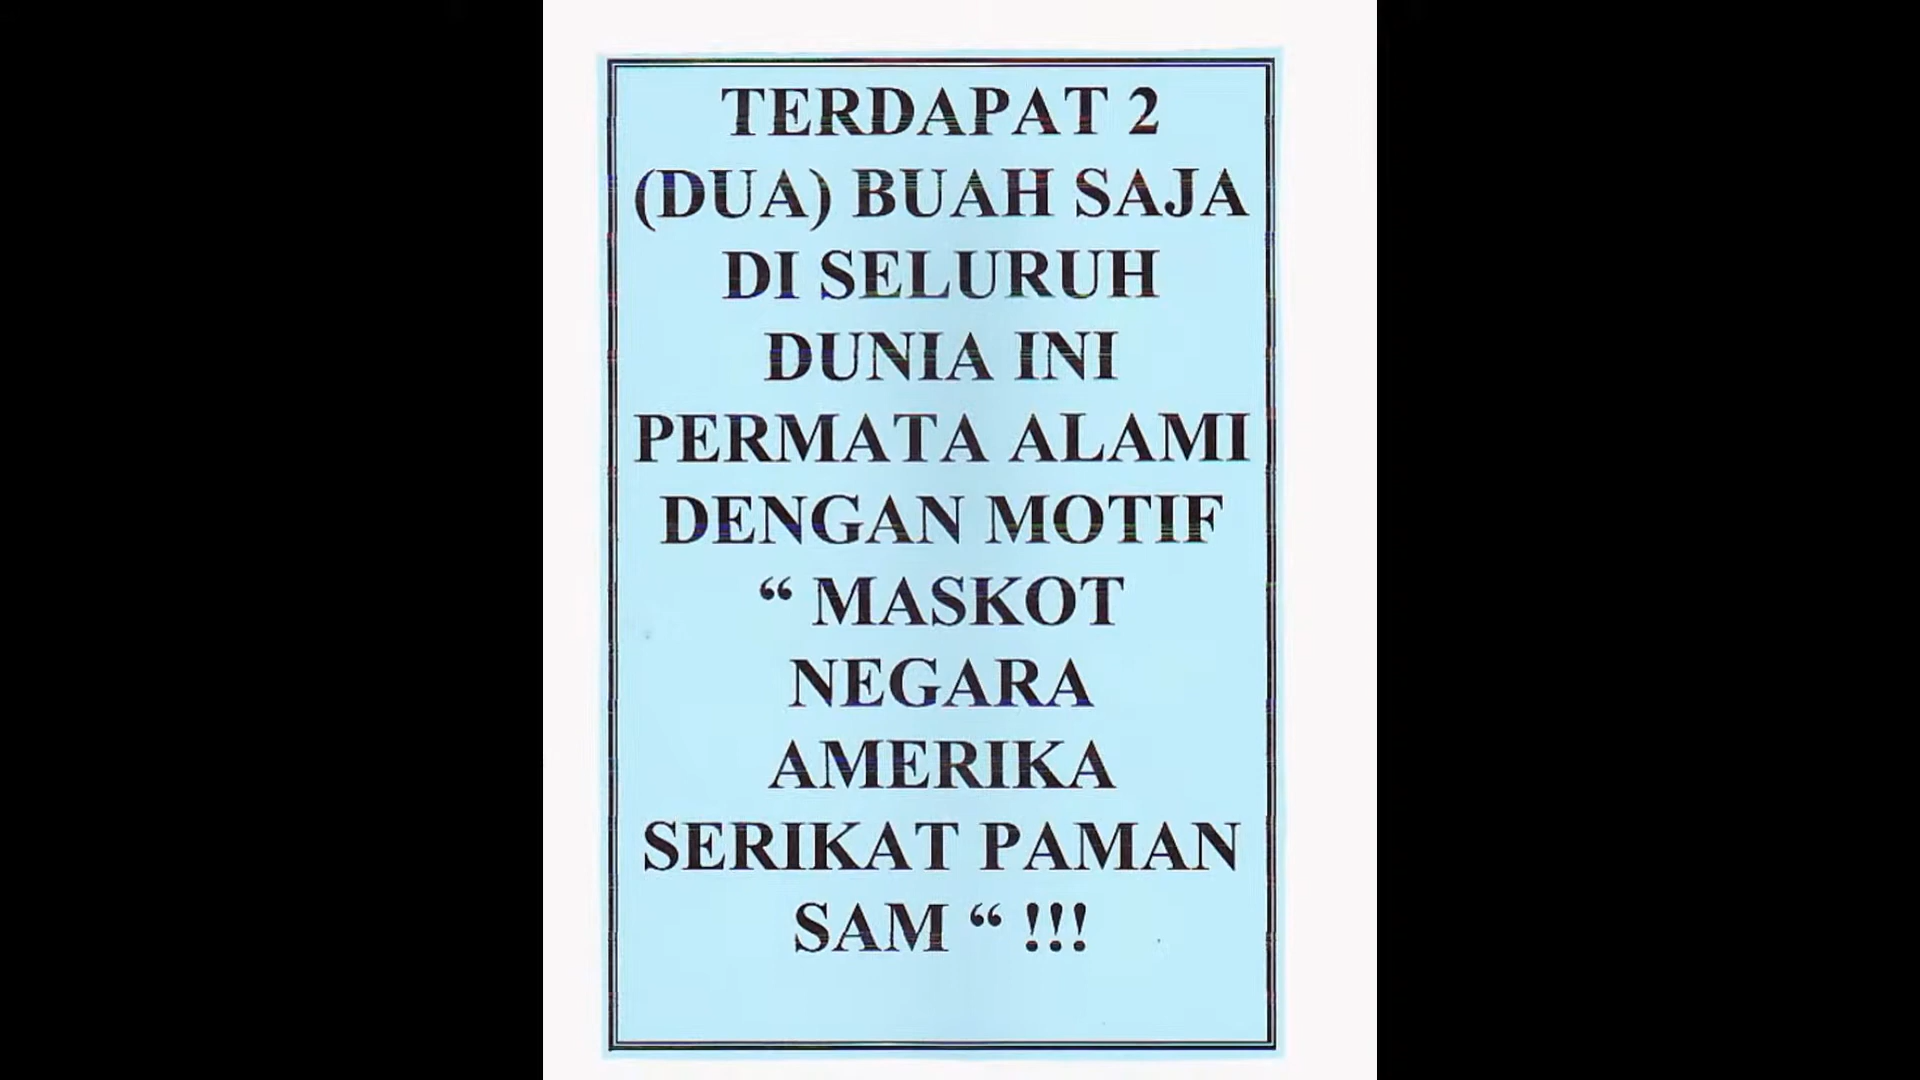 TERDAPAT 2
(DUA) BUAH SAJA
DI SELURUH
DUNIA INI
PERMATA ALAMI
DENGAN MOTIF
“ MASKOT
NEGARA
AMERIKA
SERIKAT PAMAN
SAM “ !!!